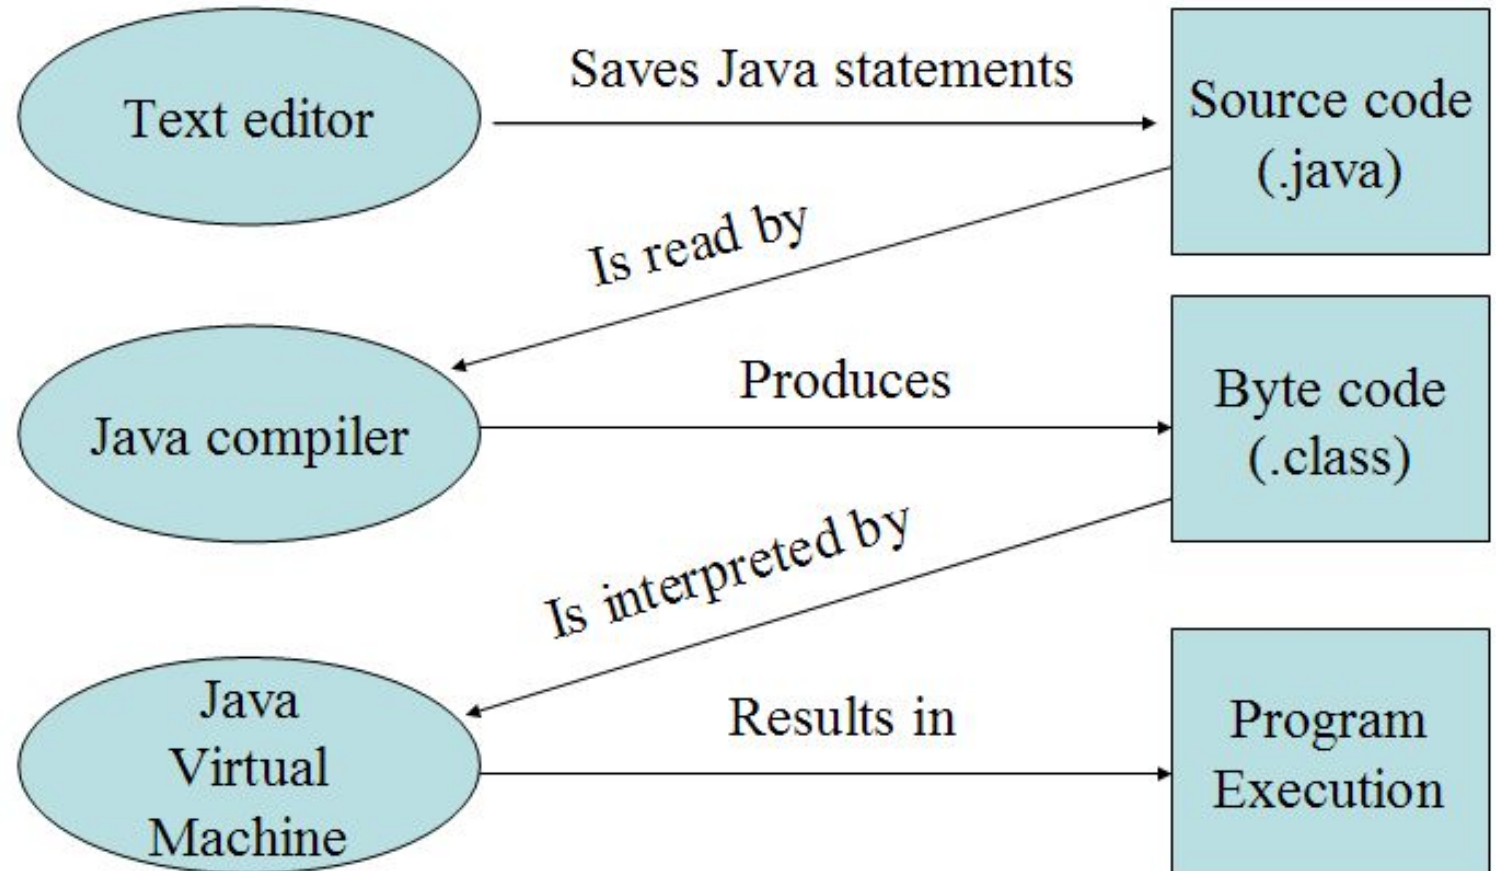 Text editor
Saves Java statements
Source code
(.java)
Is read by
Java compiler
Produces
Byte code
(.class)
Is interpreted by
Java
Virtual
Machine
Results in
Program
Execution